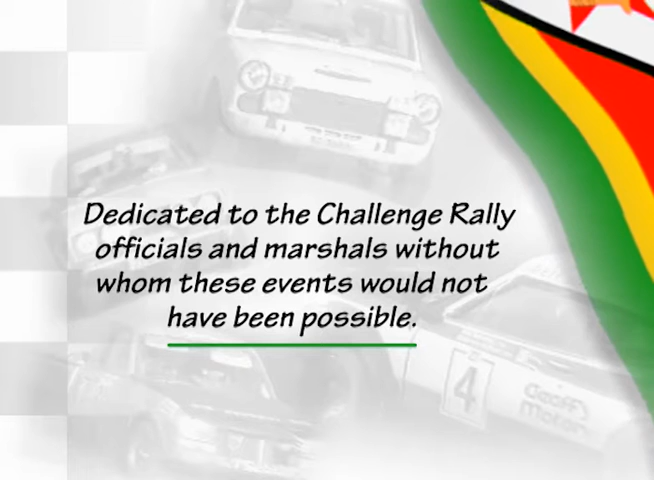 Dedicated to the Challenge Rally
officials and marshals without
whom these events would not
have been possible.
4
Geoff's
Motor